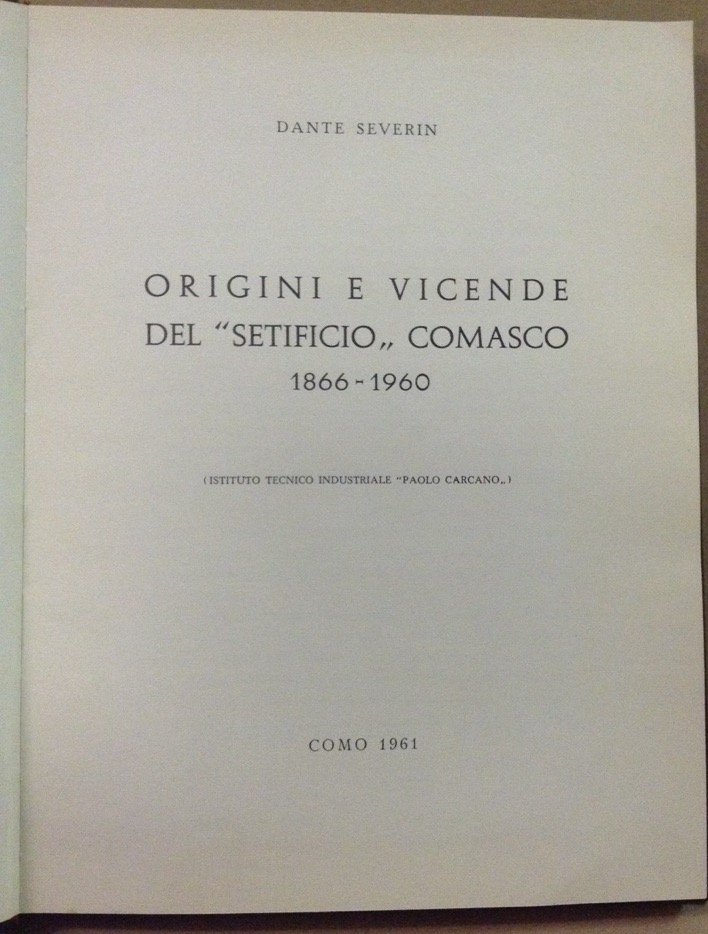 DANTE SEVERIN
ORIGINI E VICENDE
DEL “SETIFICIO„ COMASCO
1866-1960
(ISTITUTO TECNICO INDUSTRIALE “PAOLO CARCANO„)
COMO 1961